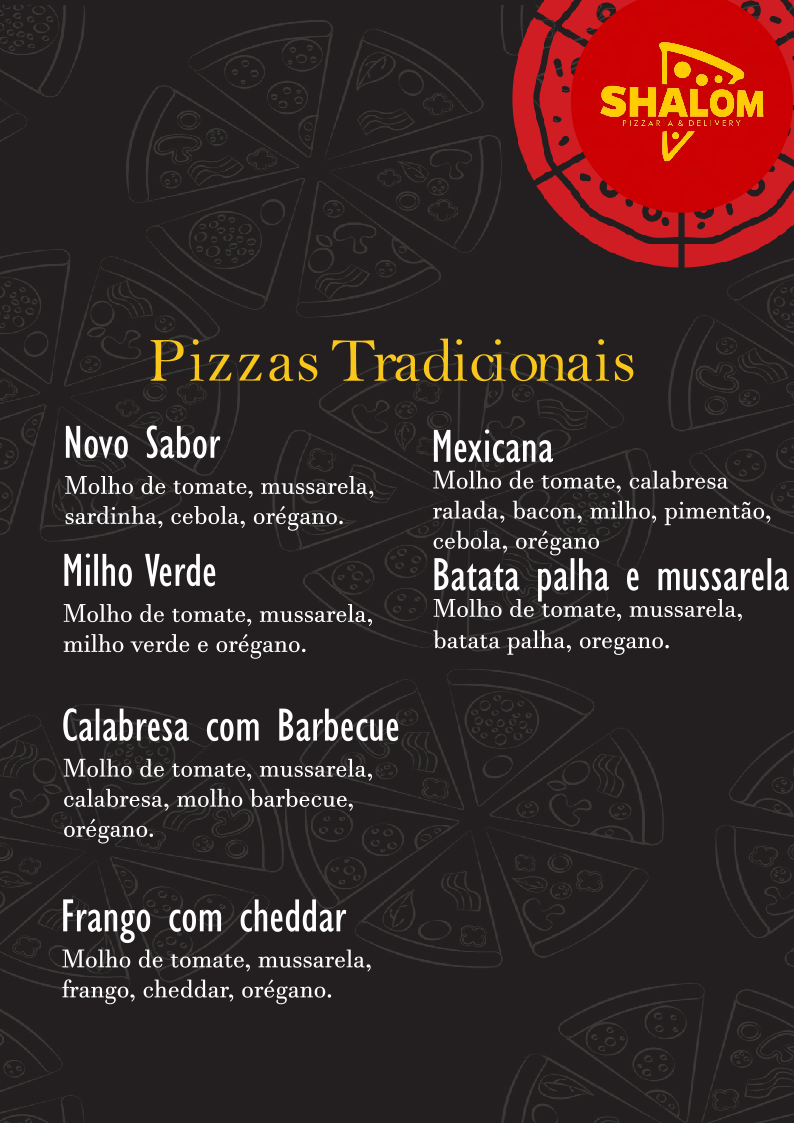 SHALOM
PIZZARIA & DELIVERY
Pizzas Tradicionais
Novo Sabor
Molho de tomate, mussarela,
sardinha, cebola, orégano.
Milho Verde
Molho de tomate, mussarela,
milho verde e orégano.
Calabresa com Barbecue
Molho de tomate, mussarela,
calabresa, molho barbecue,
orégano.
Frango com cheddar
Molho de tomate, mussarela,
frango, cheddar, orégano.
Mexicana
Molho de tomate, calabresa
ralada, bacon, milho, pimentão,
cebola, orégano
Batata palha e mussarela
Molho de tomate, mussarela,
batata palha, oregano.